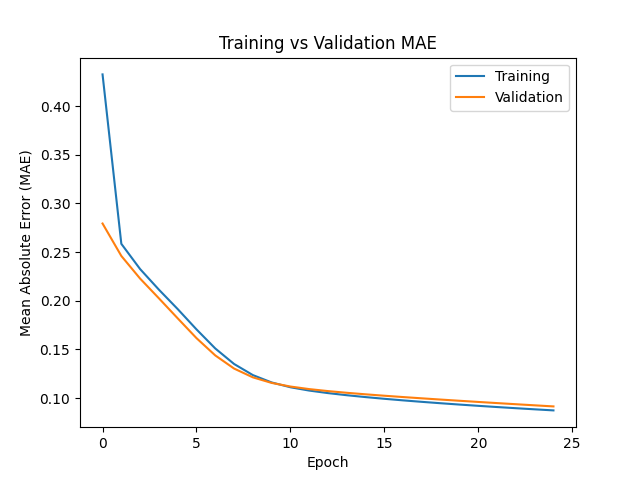 Training vs Validation MAE
Training
Validation
0.40
0.35
0.30
0.25
0.20
0.15
0.10
Mean Absolute Error (MAE)
0 5 10 15 20 25
Epoch